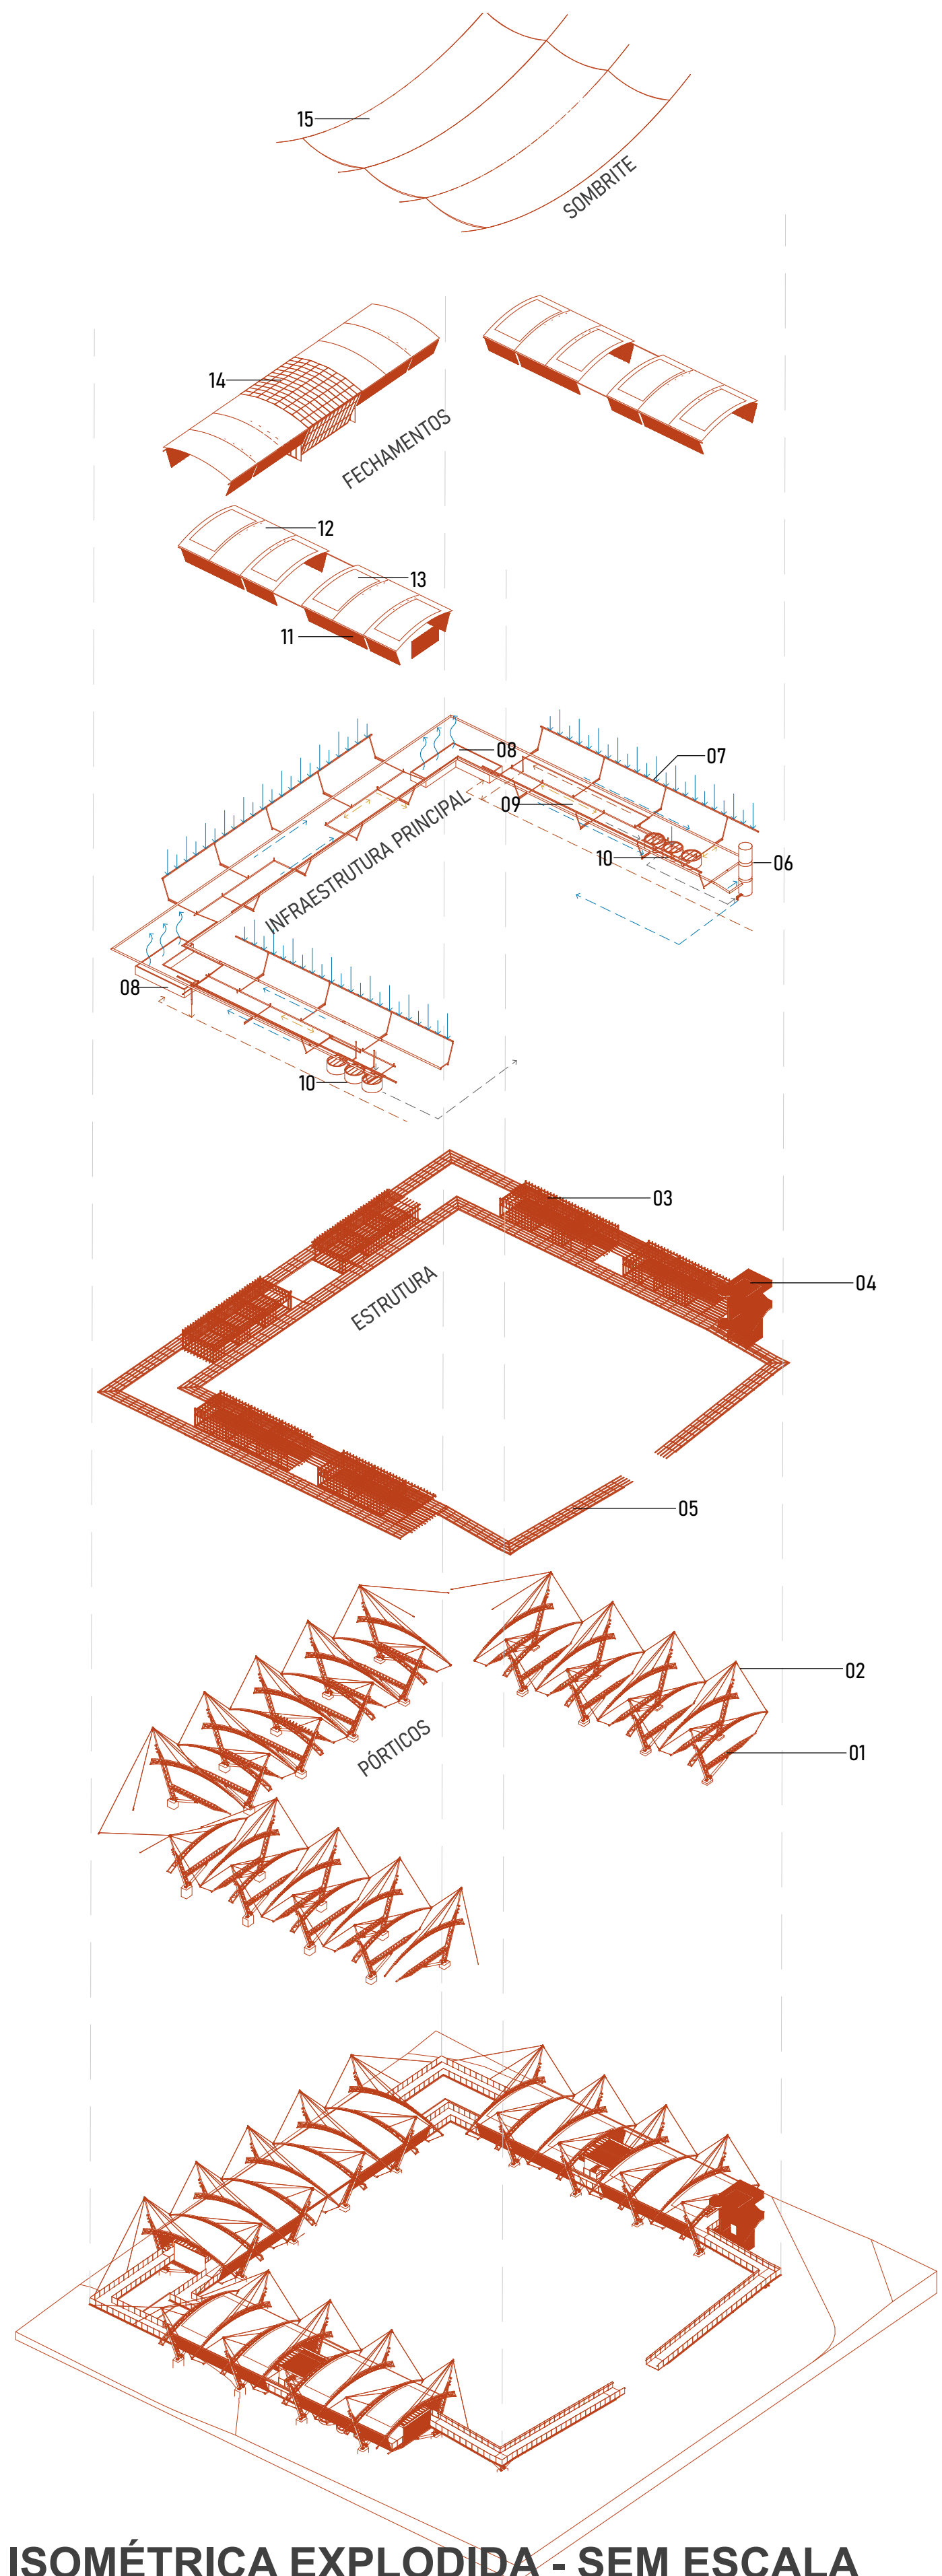 15
SOMBRITE
14
FECHAMENTOS
12
13
11
08
07
09
INFRAESTRUTURA PRINCIPAL
10
06
08
10
03
ESTRUTURA
04
05
02
PÓRTICOS
01
ISOMÉTRICA EXPLODIDA - SEM ESCALA